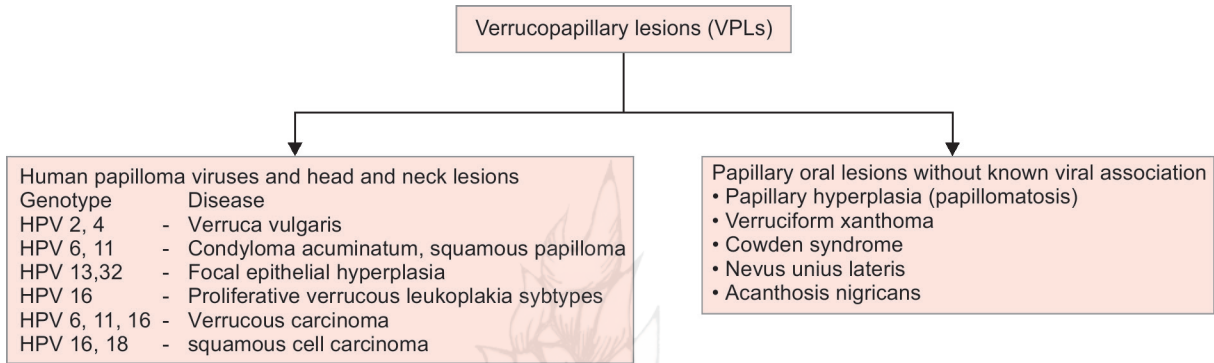 Verrucopapillary lesions (VPLs)
Human papilloma viruses and head and neck lesions
Genotype Disease
HPV 2, 4 - Verruca vulgaris
HPV 6, 11 - Condyloma acuminatum, squamous papilloma
HPV 13,32 - Focal epithelial hyperplasia
HPV 16 - Proliferative verrucous leukoplakia sybtypes
HPV 6, 11, 16 - Verrucous carcinoma
HPV 16, 18 - squamous cell carcinoma
Papillary oral lesions without known viral association
• Papillary hyperplasia (papillomatosis)
• Verruciform xanthoma
• Cowden syndrome
• Nevus unius lateris
• Acanthosis nigricans